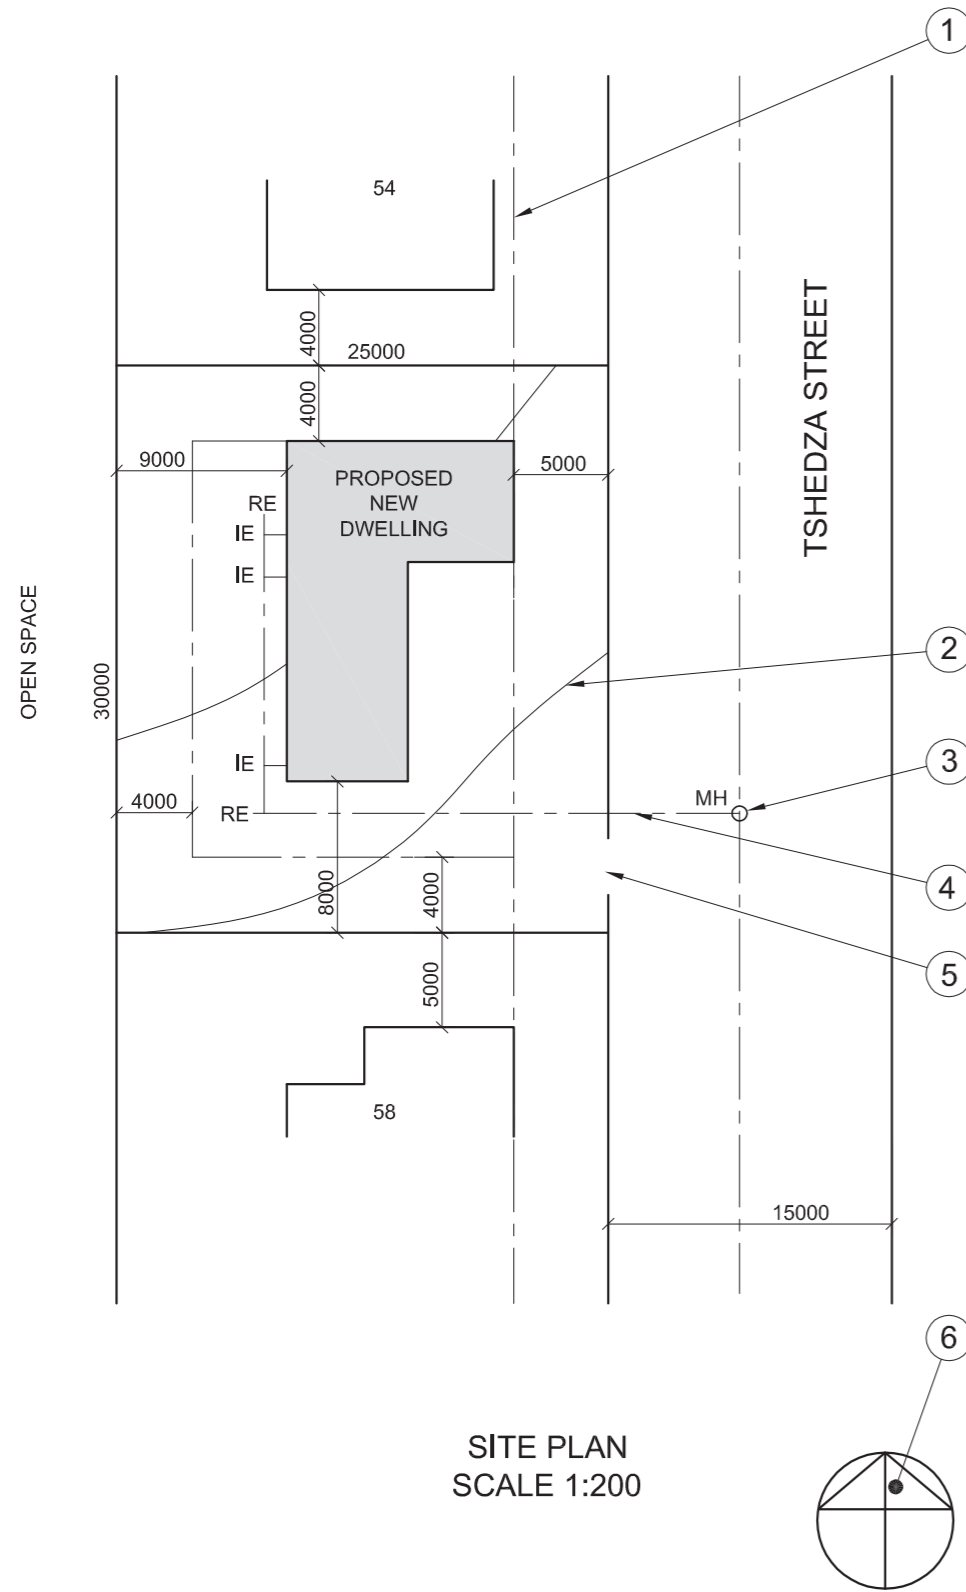 1
54
4000
25000
4000
TSHEDZA STREET
9000
5000
PROPOSED
NEW
DWELLING
RE
IE
IE
OPEN SPACE
30000
2
IE
3
MH
4000
RE
4
8000
4000
5
5000
58
15000
6
SITE PLAN
SCALE 1:200